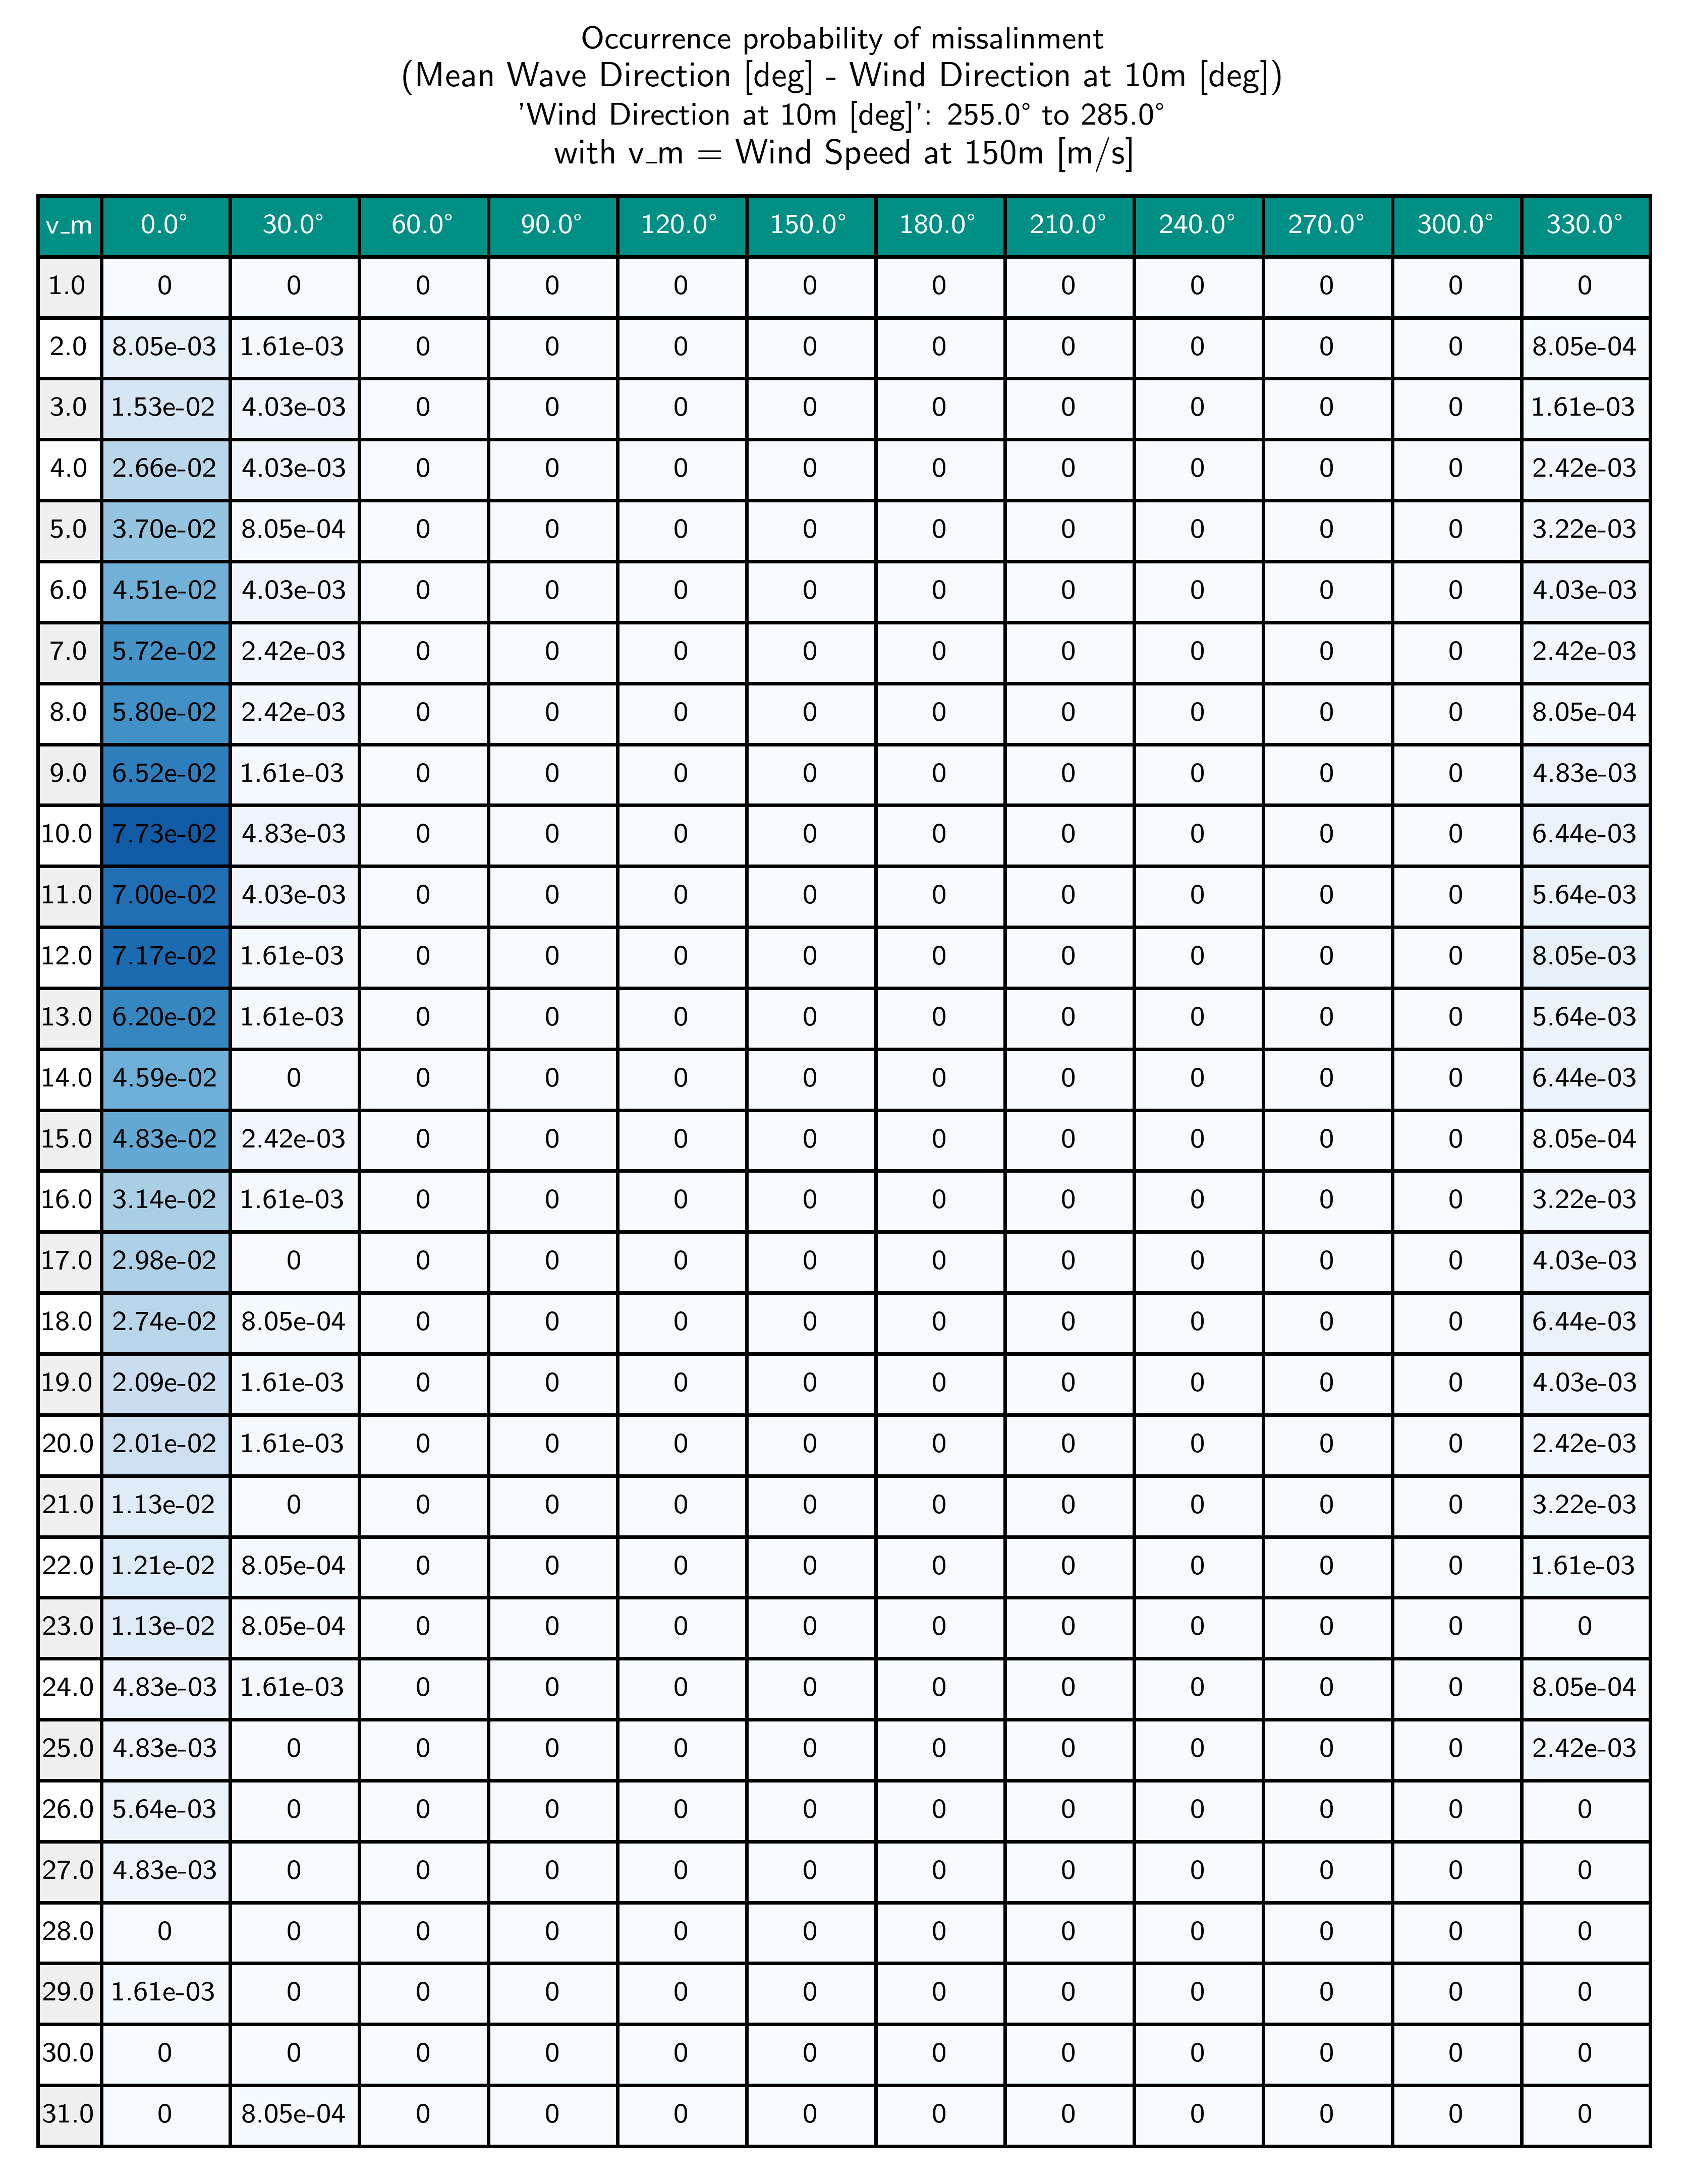 Occurrence probability of missalinment
(Mean Wave Direction [deg] - Wind Direction at 10m [deg])
'Wind Direction at 10m [deg]': 255.0° to 285.0°
with v_m = Wind Speed at 150m [m/s]
v_m 0.0° 30.0° 60.0° 90.0° 120.0° 150.0° 180.0° 210.0° 240.0° 270.0° 300.0° 330.0°
1.0 0 0 0 0 0 0 0 0 0 0 0 0
2.0 8.05e-03 1.61e-03 0 0 0 0 0 0 0 0 0 8.05e-04
3.0 1.53e-02 4.03e-03 0 0 0 0 0 0 0 0 0 1.61e-03
4.0 2.66e-02 4.03e-03 0 0 0 0 0 0 0 0 0 2.42e-03
5.0 3.70e-02 8.05e-04 0 0 0 0 0 0 0 0 0 3.22e-03
6.0 4.51e-02 4.03e-03 0 0 0 0 0 0 0 0 0 4.03e-03
7.0 5.72e-02 2.42e-03 0 0 0 0 0 0 0 0 0 2.42e-03
8.0 5.80e-02 2.42e-03 0 0 0 0 0 0 0 0 0 8.05e-04
9.0 6.52e-02 1.61e-03 0 0 0 0 0 0 0 0 0 4.83e-03
10.0 7.73e-02 4.83e-03 0 0 0 0 0 0 0 0 0 6.44e-03
11.0 7.00e-02 4.03e-03 0 0 0 0 0 0 0 0 0 5.64e-03
12.0 7.17e-02 1.61e-03 0 0 0 0 0 0 0 0 0 8.05e-03
13.0 6.20e-02 1.61e-03 0 0 0 0 0 0 0 0 0 5.64e-03
14.0 4.59e-02 0 0 0 0 0 0 0 0 0 0 6.44e-03
15.0 4.83e-02 2.42e-03 0 0 0 0 0 0 0 0 0 8.05e-04
16.0 3.14e-02 1.61e-03 0 0 0 0 0 0 0 0 0 3.22e-03
17.0 2.98e-02 0 0 0 0 0 0 0 0 0 0 4.03e-03
18.0 2.74e-02 8.05e-04 0 0 0 0 0 0 0 0 0 6.44e-03
19.0 2.09e-02 1.61e-03 0 0 0 0 0 0 0 0 0 4.03e-03
20.0 2.01e-02 1.61e-03 0 0 0 0 0 0 0 0 0 2.42e-03
21.0 1.13e-02 0 0 0 0 0 0 0 0 0 0 3.22e-03
22.0 1.21e-02 8.05e-04 0 0 0 0 0 0 0 0 0 1.61e-03
23.0 1.13e-02 8.05e-04 0 0 0 0 0 0 0 0 0 0
24.0 4.83e-03 1.61e-03 0 0 0 0 0 0 0 0 0 8.05e-04
25.0 4.83e-03 0 0 0 0 0 0 0 0 0 0 2.42e-03
26.0 5.64e-03 0 0 0 0 0 0 0 0 0 0 0
27.0 4.83e-03 0 0 0 0 0 0 0 0 0 0 0
28.0 0 0 0 0 0 0 0 0 0 0 0 0
29.0 1.61e-03 0 0 0 0 0 0 0 0 0 0 0
30.0 0 0 0 0 0 0 0 0 0 0 0 0
31.0 0 8.05e-04 0 0 0 0 0 0 0 0 0 0